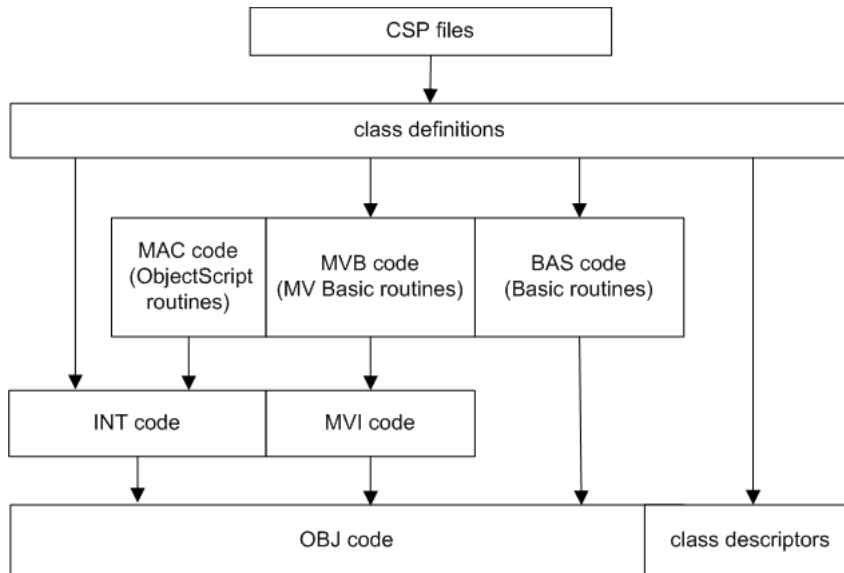 CSP files
class definitions
MAC code
(ObjectScript
routines)
MVB code
(MV Basic routines)
BAS code
(Basic routines)
INT code
MVI code
OBJ code
class descriptors